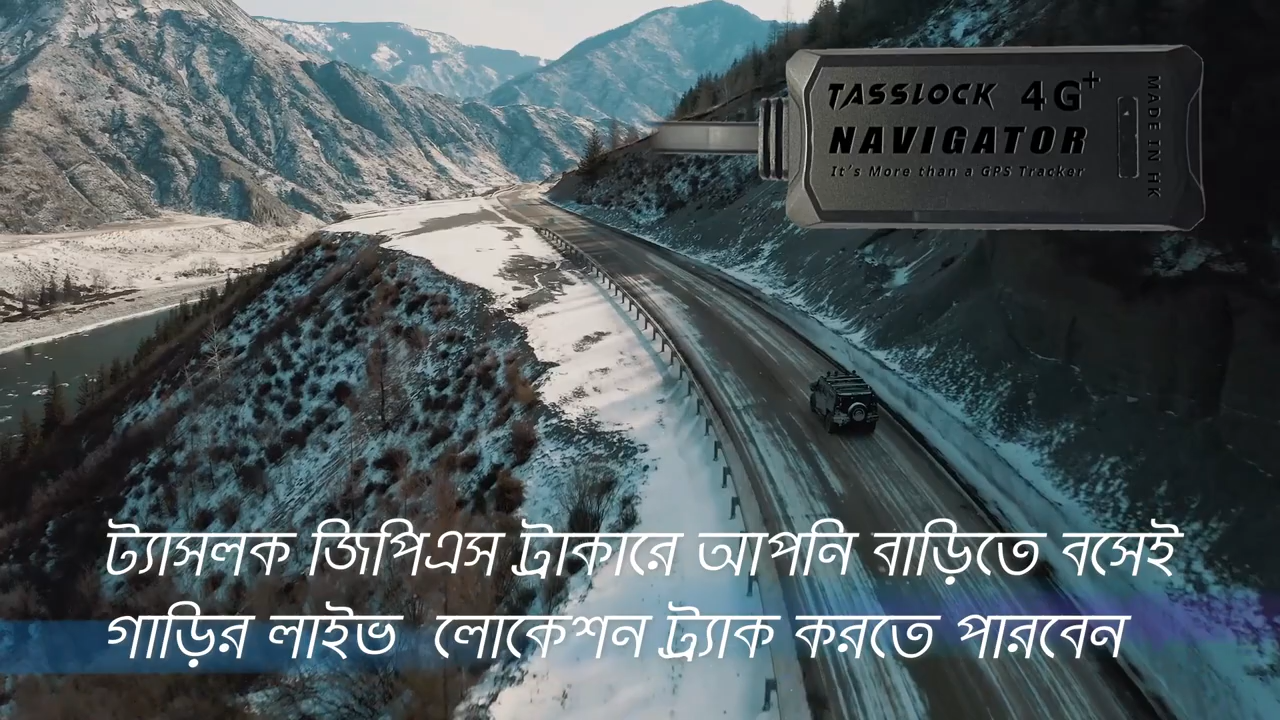 TASSLOCK 4G+
NAVIGATOR
It's More than a GPS Tracker
MADE IN HK
ট্যাসলক জিপিএস ট্রাকারে আপনি বাড়িতে বসেই
গাড়ির লাইভ লোকেশন ট্র্যাক করতে পারবেন